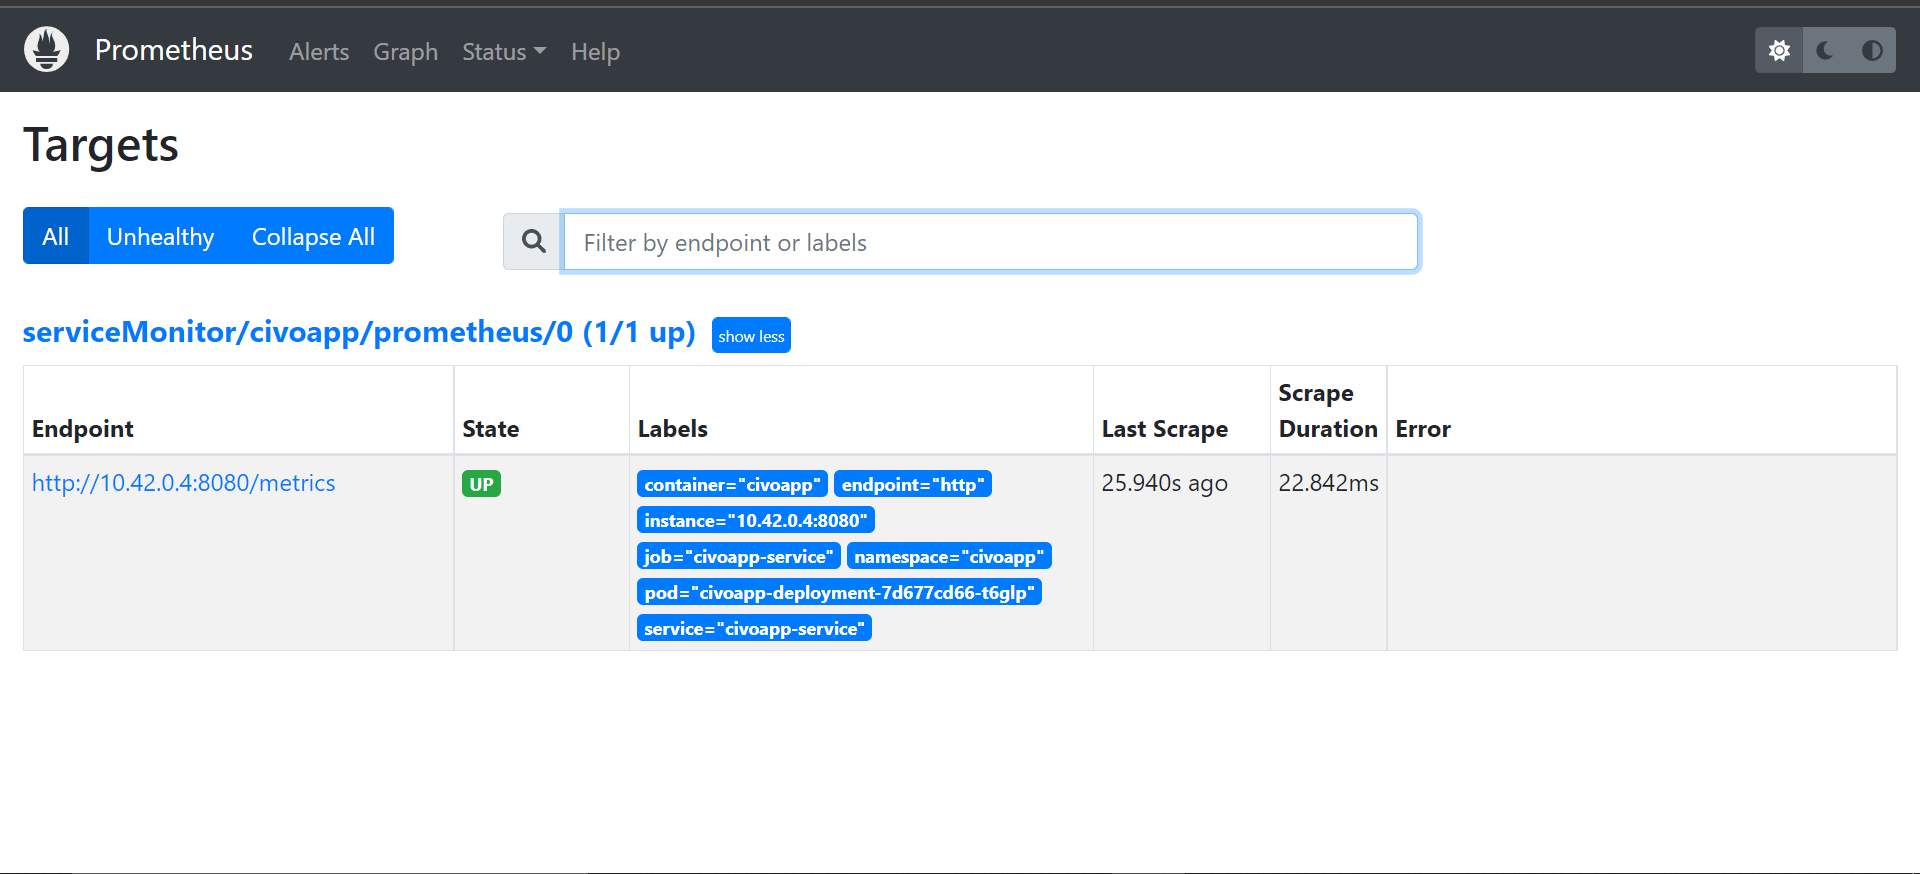 Prometheus Alerts Graph Status Help
Targets
All Unhealthy Collapse All
Filter by endpoint or labels
serviceMonitor/civoapp/prometheus/0 (1/1 up) show less
Endpoint State Labels Last Scrape Scrape Duration Error
http://10.42.0.4:8080/metrics UP container="civoapp" endpoint="http" 25.940s ago 22.842ms
instance="10.42.0.4:8080"
job="civoapp-service" namespace="civoapp"
pod="civoapp-deployment-7d677cd66-t6glp"
service="civoapp-service"